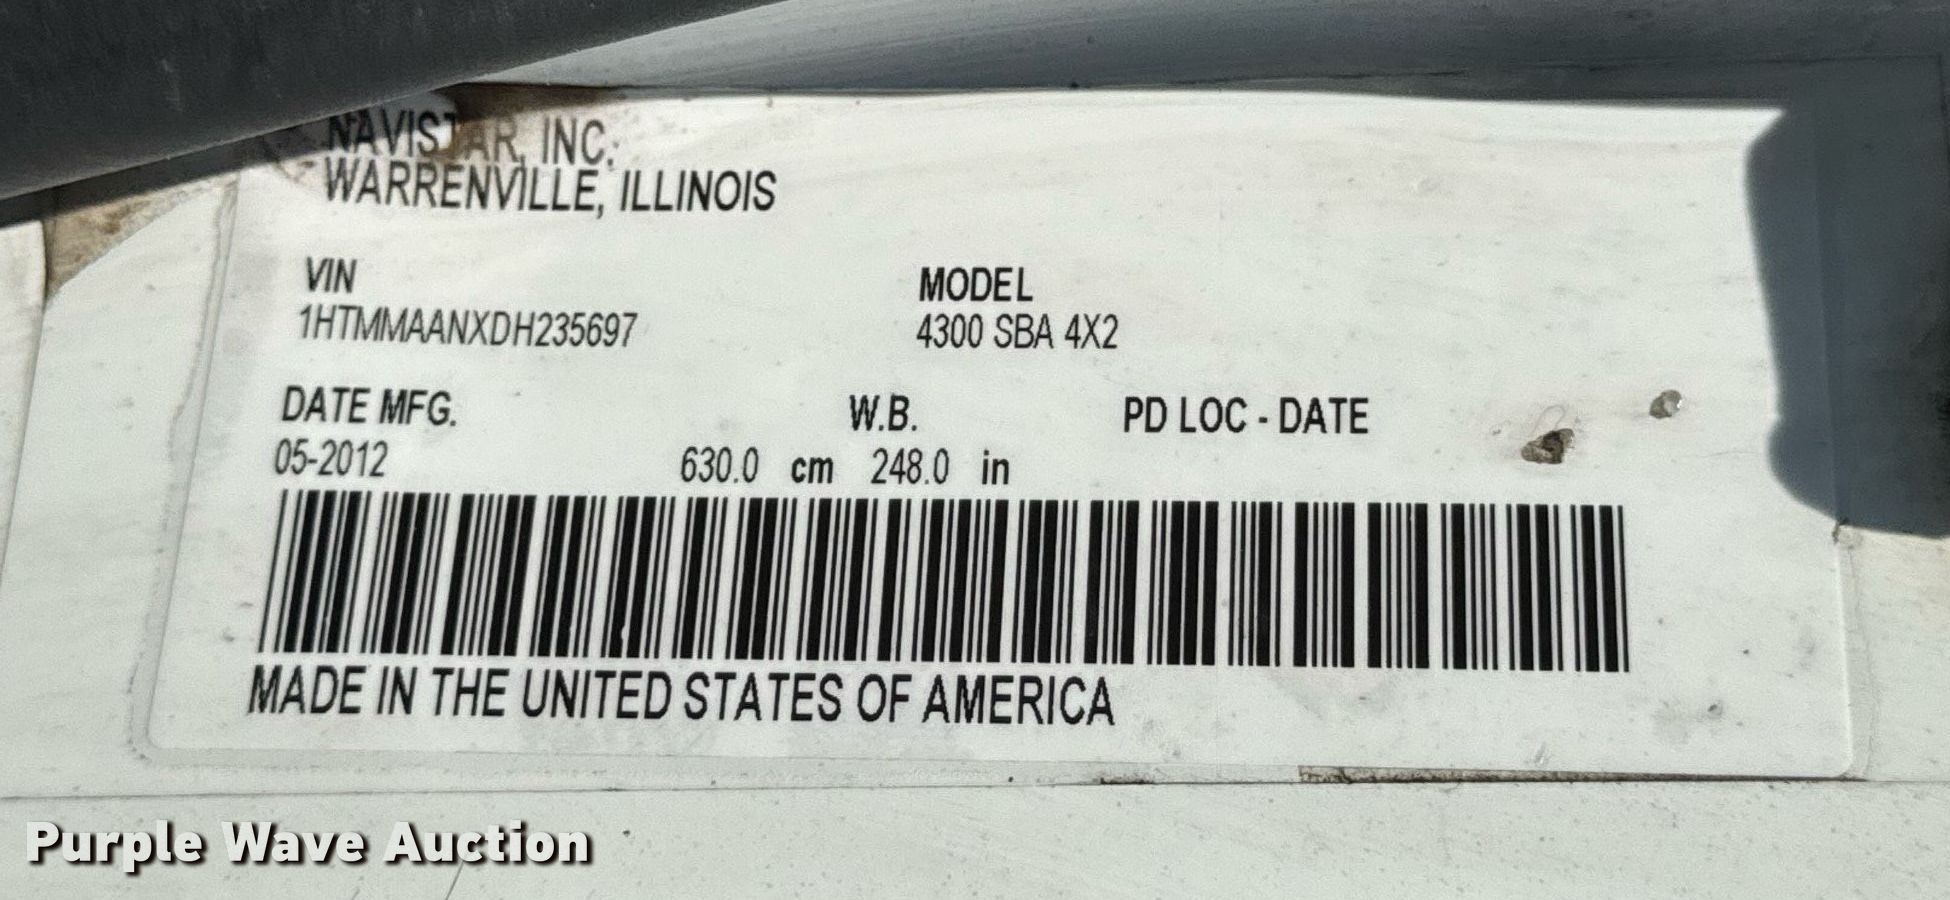 NAVISTAR, INC.
WARRENVILLE, ILLINOIS
VIN
1HTMMAANXDH235697
MODEL
4300 SBA 4X2
DATE MFG.
05-2012
W.B.
630.0 cm 248.0 in
PD LOC - DATE
MADE IN THE UNITED STATES OF AMERICA
Purple Wave Auction